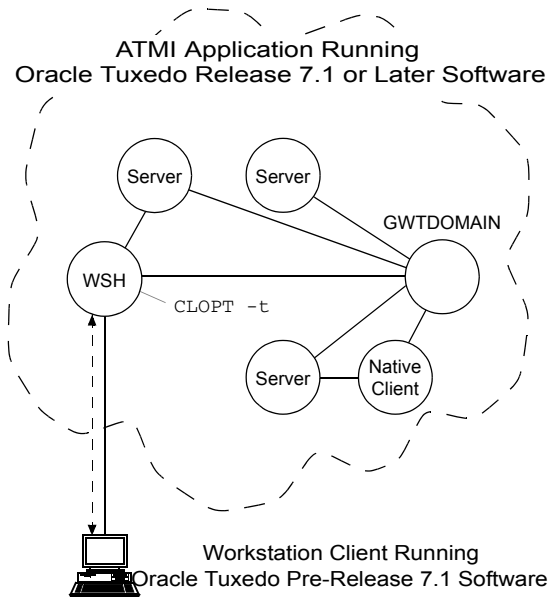 ATMI Application Running
Oracle Tuxedo Release 7.1 or Later Software
Server
Server
GWTDOMAIN
WSH
CLOPT -t
Server
Native
Client
Workstation Client Running
Oracle Tuxedo Pre-Release 7.1 Software